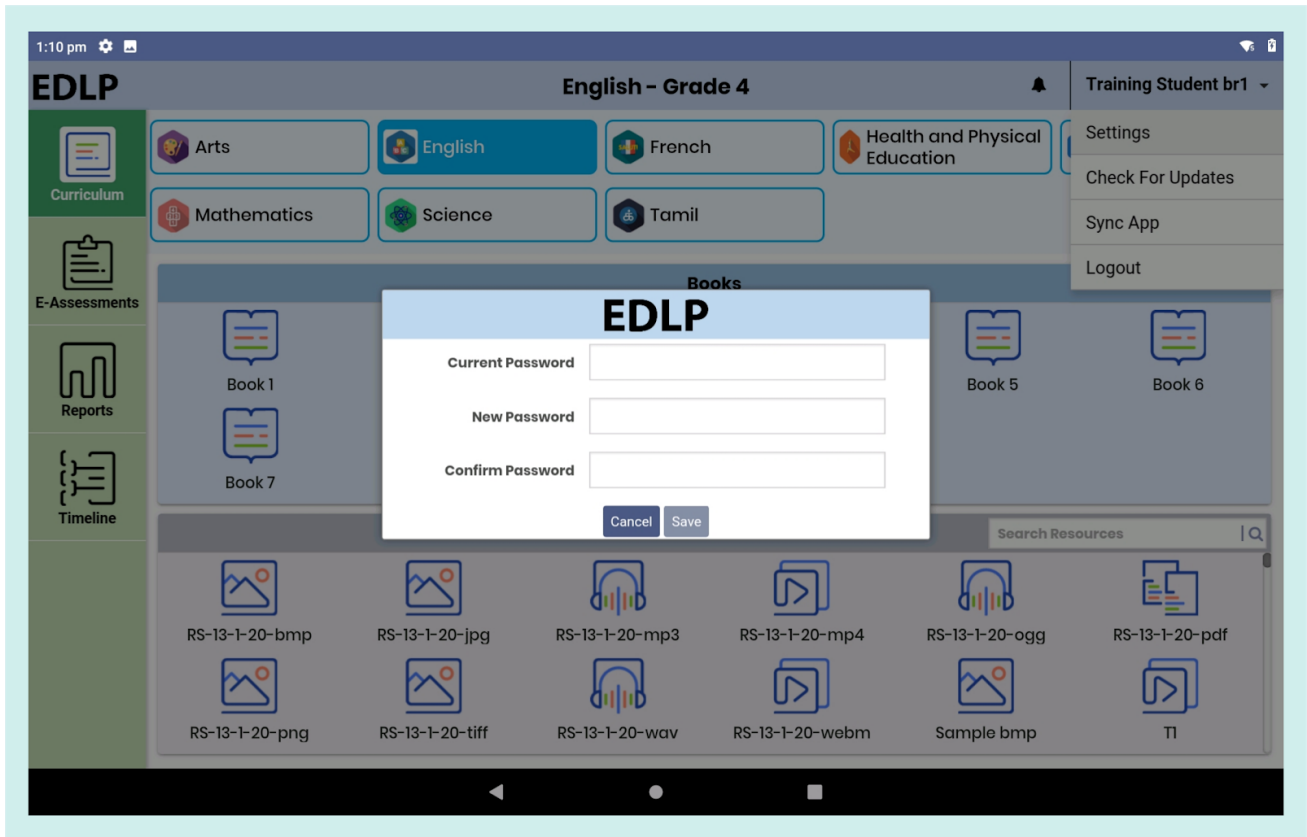 1:10 pm
EDLP
English - Grade 4
Training Student br1
Settings
Check For Updates
Sync App
Logout
Curriculum
E-Assessments
Reports
Timeline
Arts
English
French
Health and Physical
Education
Mathematics
Science
Tamil
Books
Book 1
Book 5
Book 6
Book 7
EDLP
Current Password
New Password
Confirm Password
Cancel Save
Search Resources
RS-13-1-20-bmp
RS-13-1-20-jpg
RS-13-1-20-mp3
RS-13-1-20-mp4
RS-13-1-20-ogg
RS-13-1-20-pdf
RS-13-1-20-png
RS-13-1-20-tiff
RS-13-1-20-wav
RS-13-1-20-webm
Sample bmp
T1